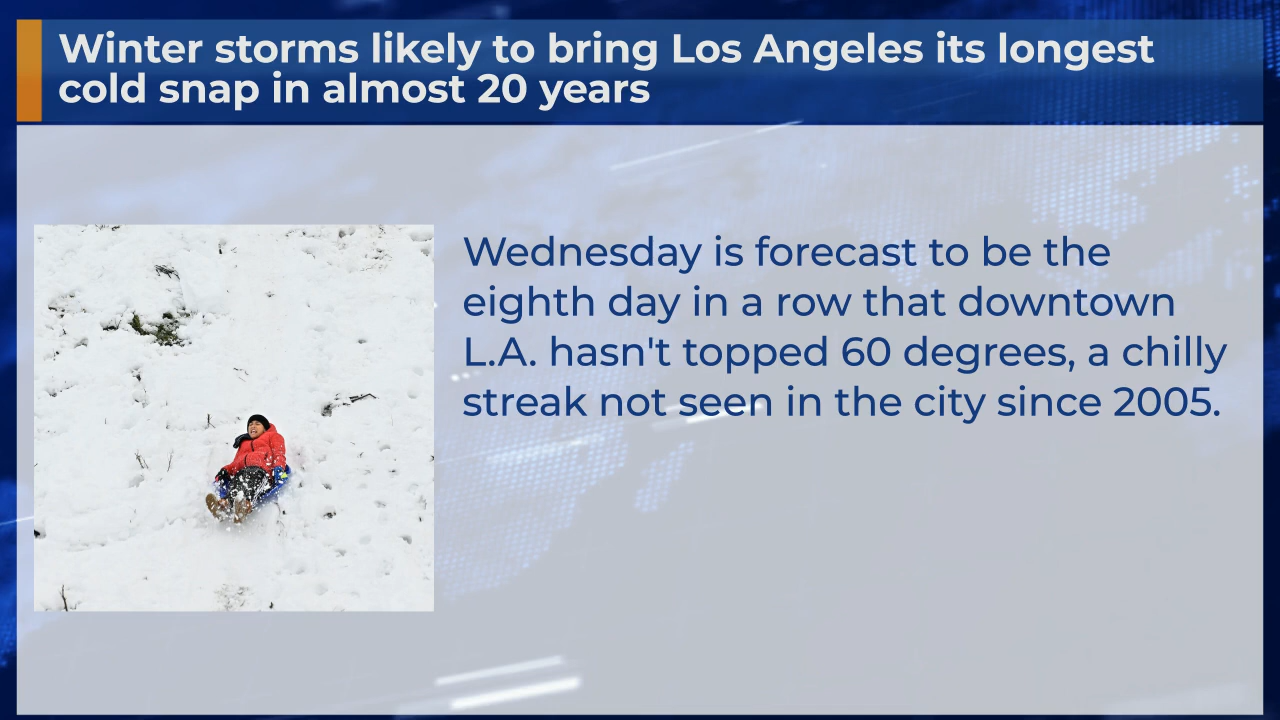 Winter storms likely to bring Los Angeles its longest
cold snap in almost 20 years
Wednesday is forecast to be the
eighth day in a row that downtown
L.A. hasn't topped 60 degrees, a chilly
streak not seen in the city since 2005.